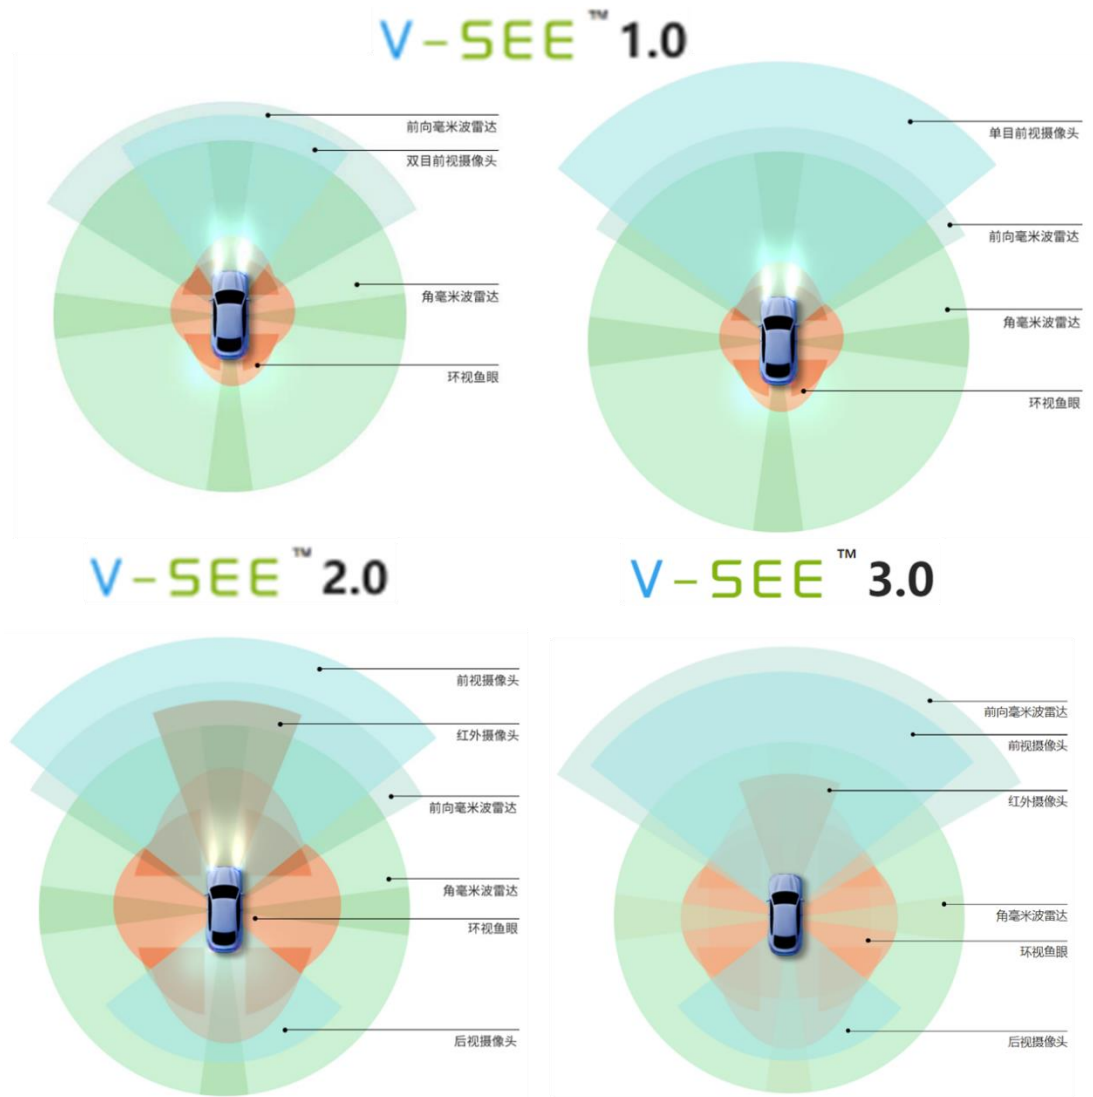 V-SEE™ 1.0
前向毫米波雷达
双目前视摄像头
角毫米波雷达
环视鱼眼
单目前视摄像头
前向毫米波雷达
角毫米波雷达
环视鱼眼
V-SEE™ 2.0
前视摄像头
红外摄像头
前向毫米波雷达
角毫米波雷达
环视鱼眼
后视摄像头
V-SEE™ 3.0
前向毫米波雷达
前视摄像头
红外摄像头
角毫米波雷达
环视鱼眼
后视摄像头